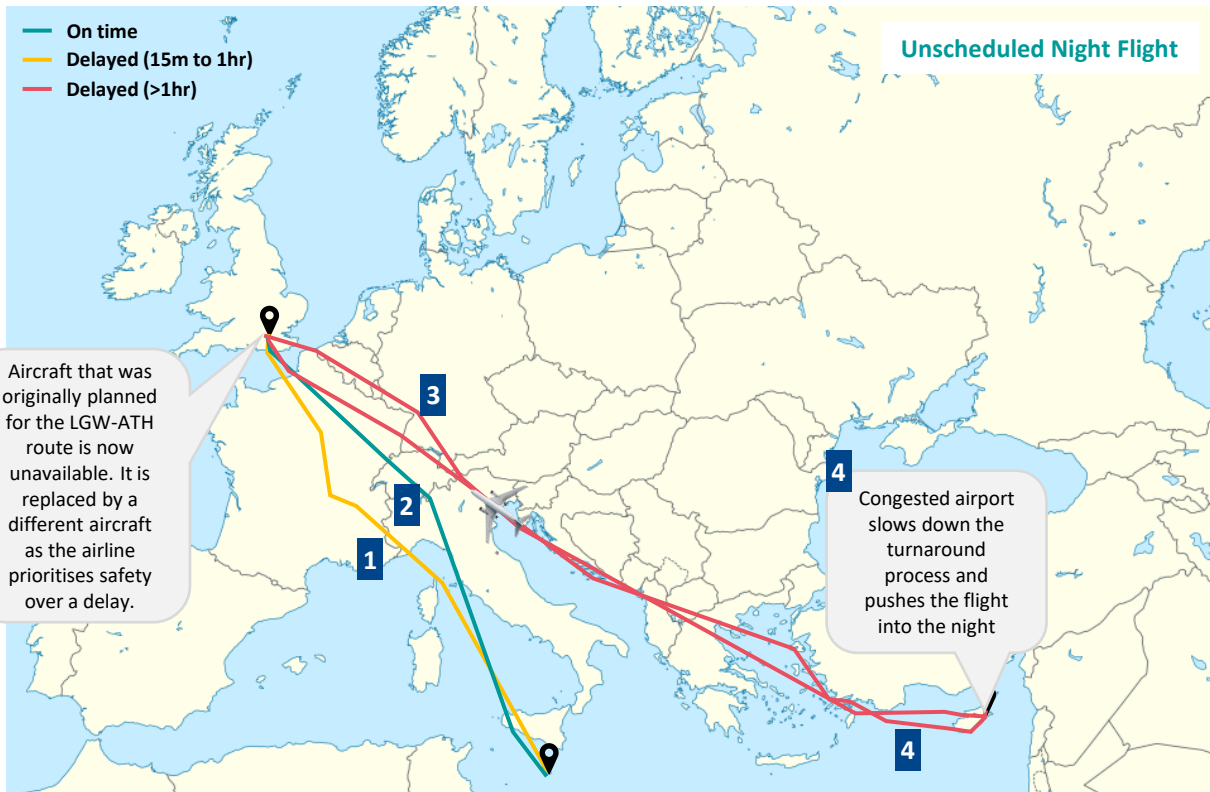 On time
Delayed (15m to 1hr)
Delayed (>1hr)
Unscheduled Night Flight
Aircraft that was
originally planned
for the LGW-ATH
route is now
unavailable. It is
replaced by a
different aircraft
as the airline
prioritises safety
over a delay.
3
4
2
1
Congested airport
slows down the
turnaround
process and
pushes the flight
into the night
4